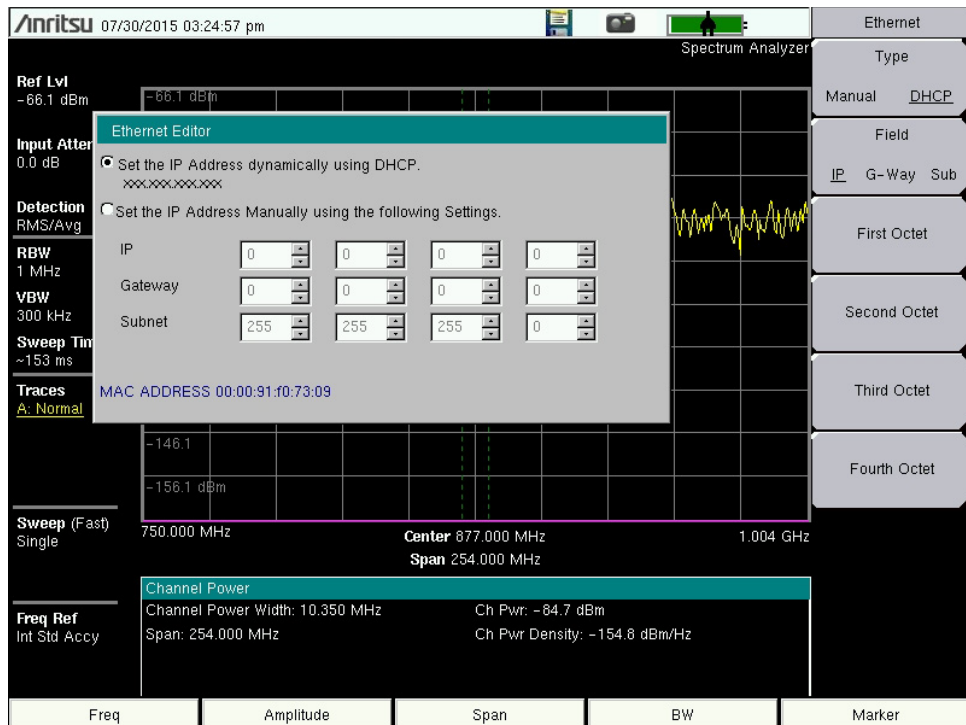 Anritsu 07/30/2015 03:24:57 pm
Spectrum Analyzer
Ref Lvl
-66.1 dBm
Input Atten
0.0 dB
Detection
RMS/Avg
RBW
1 MHz
VBW
300 kHz
Sweep Tim
~153 ms
Traces
A: Normal
Sweep (Fast)
Single
Freq Ref
Int Std Accy
-66.1 dBm
Ethernet Editor
Set the IP Address dynamically using DHCP.
xxx.xxx.xxx.xxx
Set the IP Address Manually using the following Settings.
IP 0 0 0 0
Gateway 0 0 0 0
Subnet 255 255 255 0
MAC ADDRESS 00:00:91:f0:73:09
-146.1
-156.1 dBm
750.000 MHz Center 877.000 MHz 1.004 GHz
Span 254.000 MHz
Channel Power
Channel Power Width: 10.350 MHz Ch Pwr: -84.7 dBm
Span: 254.000 MHz Ch Pwr Density: -154.8 dBm/Hz
Ethernet
Type
Manual DHCP
Field
IP G-Way Sub
First Octet
Second Octet
Third Octet
Fourth Octet
Freq Amplitude Span BW Marker